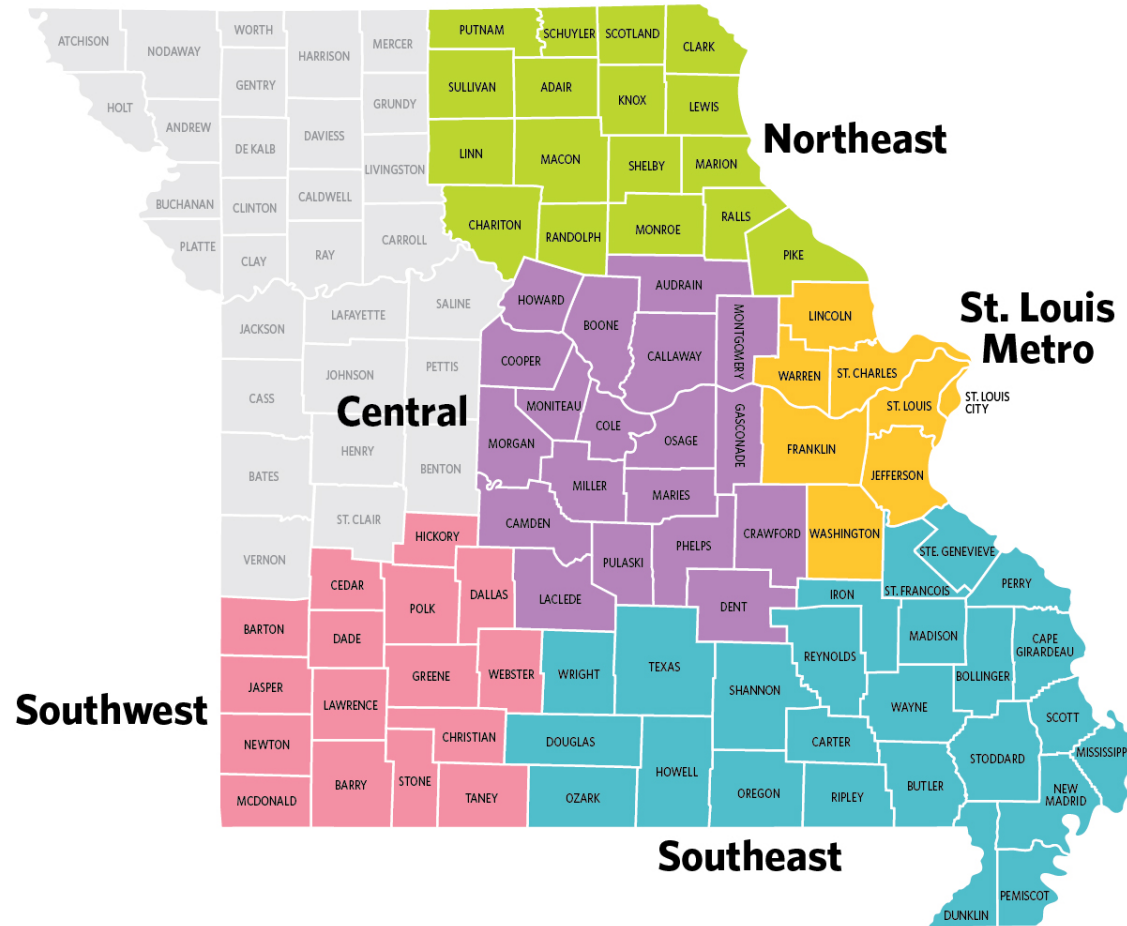 ATCHISON
NODAWAY
WORTH
HARRISON
MERCER
PUTNAM
SCHUYLER
SCOTLAND
CLARK
HOLT
GENTRY
GRUNDY
SULLIVAN
ADAIR
KNOX
LEWIS
ANDREW
DE KALB
DAVIESS
LIVINGSTON
LINN
MACON
SHELBY
MARION
Northeast
BUCHANAN
CLINTON
CALDWELL
CARROLL
CHARITON
RANDOLPH
MONROE
RALLS
PIKE
PLATTE
CLAY
RAY
SALINE
HOWARD
BOONE
AUDRAIN
MONTGOMERY
LINCOLN
St. Louis
Metro
JACKSON
LAFAYETTE
JOHNSON
PETTIS
COOPER
CALLAWAY
WARREN
ST. CHARLES
ST. LOUIS
CITY
ST. LOUIS
CASS
Central
MONITEAU
COLE
OSAGE
GASCONADE
FRANKLIN
JEFFERSON
BATES
HENRY
BENTON
MORGAN
MILLER
MARIES
VERNON
ST. CLAIR
HICKORY
CAMDEN
PULASKI
PHELPS
CRAWFORD
WASHINGTON
STE. GENEVIEVE
ST. FRANCOIS
PERRY
CEDAR
POLK
DALLAS
LACLEDE
DENT
IRON
BARTON
DADE
MADISON
CAPE
GIRARDEAU
BOLLINGER
REYNOLDS
Southwest
JASPER
LAWRENCE
GREENE
WEBSTER
WRIGHT
TEXAS
SHANNON
WAYNE
SCOTT
NEWTON
CHRISTIAN
DOUGLAS
CARTER
STODDARD
MISSISSIPP
MCDONALD
BARRY
STONE
TANEY
OZARK
HOWELL
OREGON
RIPLEY
BUTLER
NEW
MADRID
Southeast
PEMISCOT
DUNKLIN